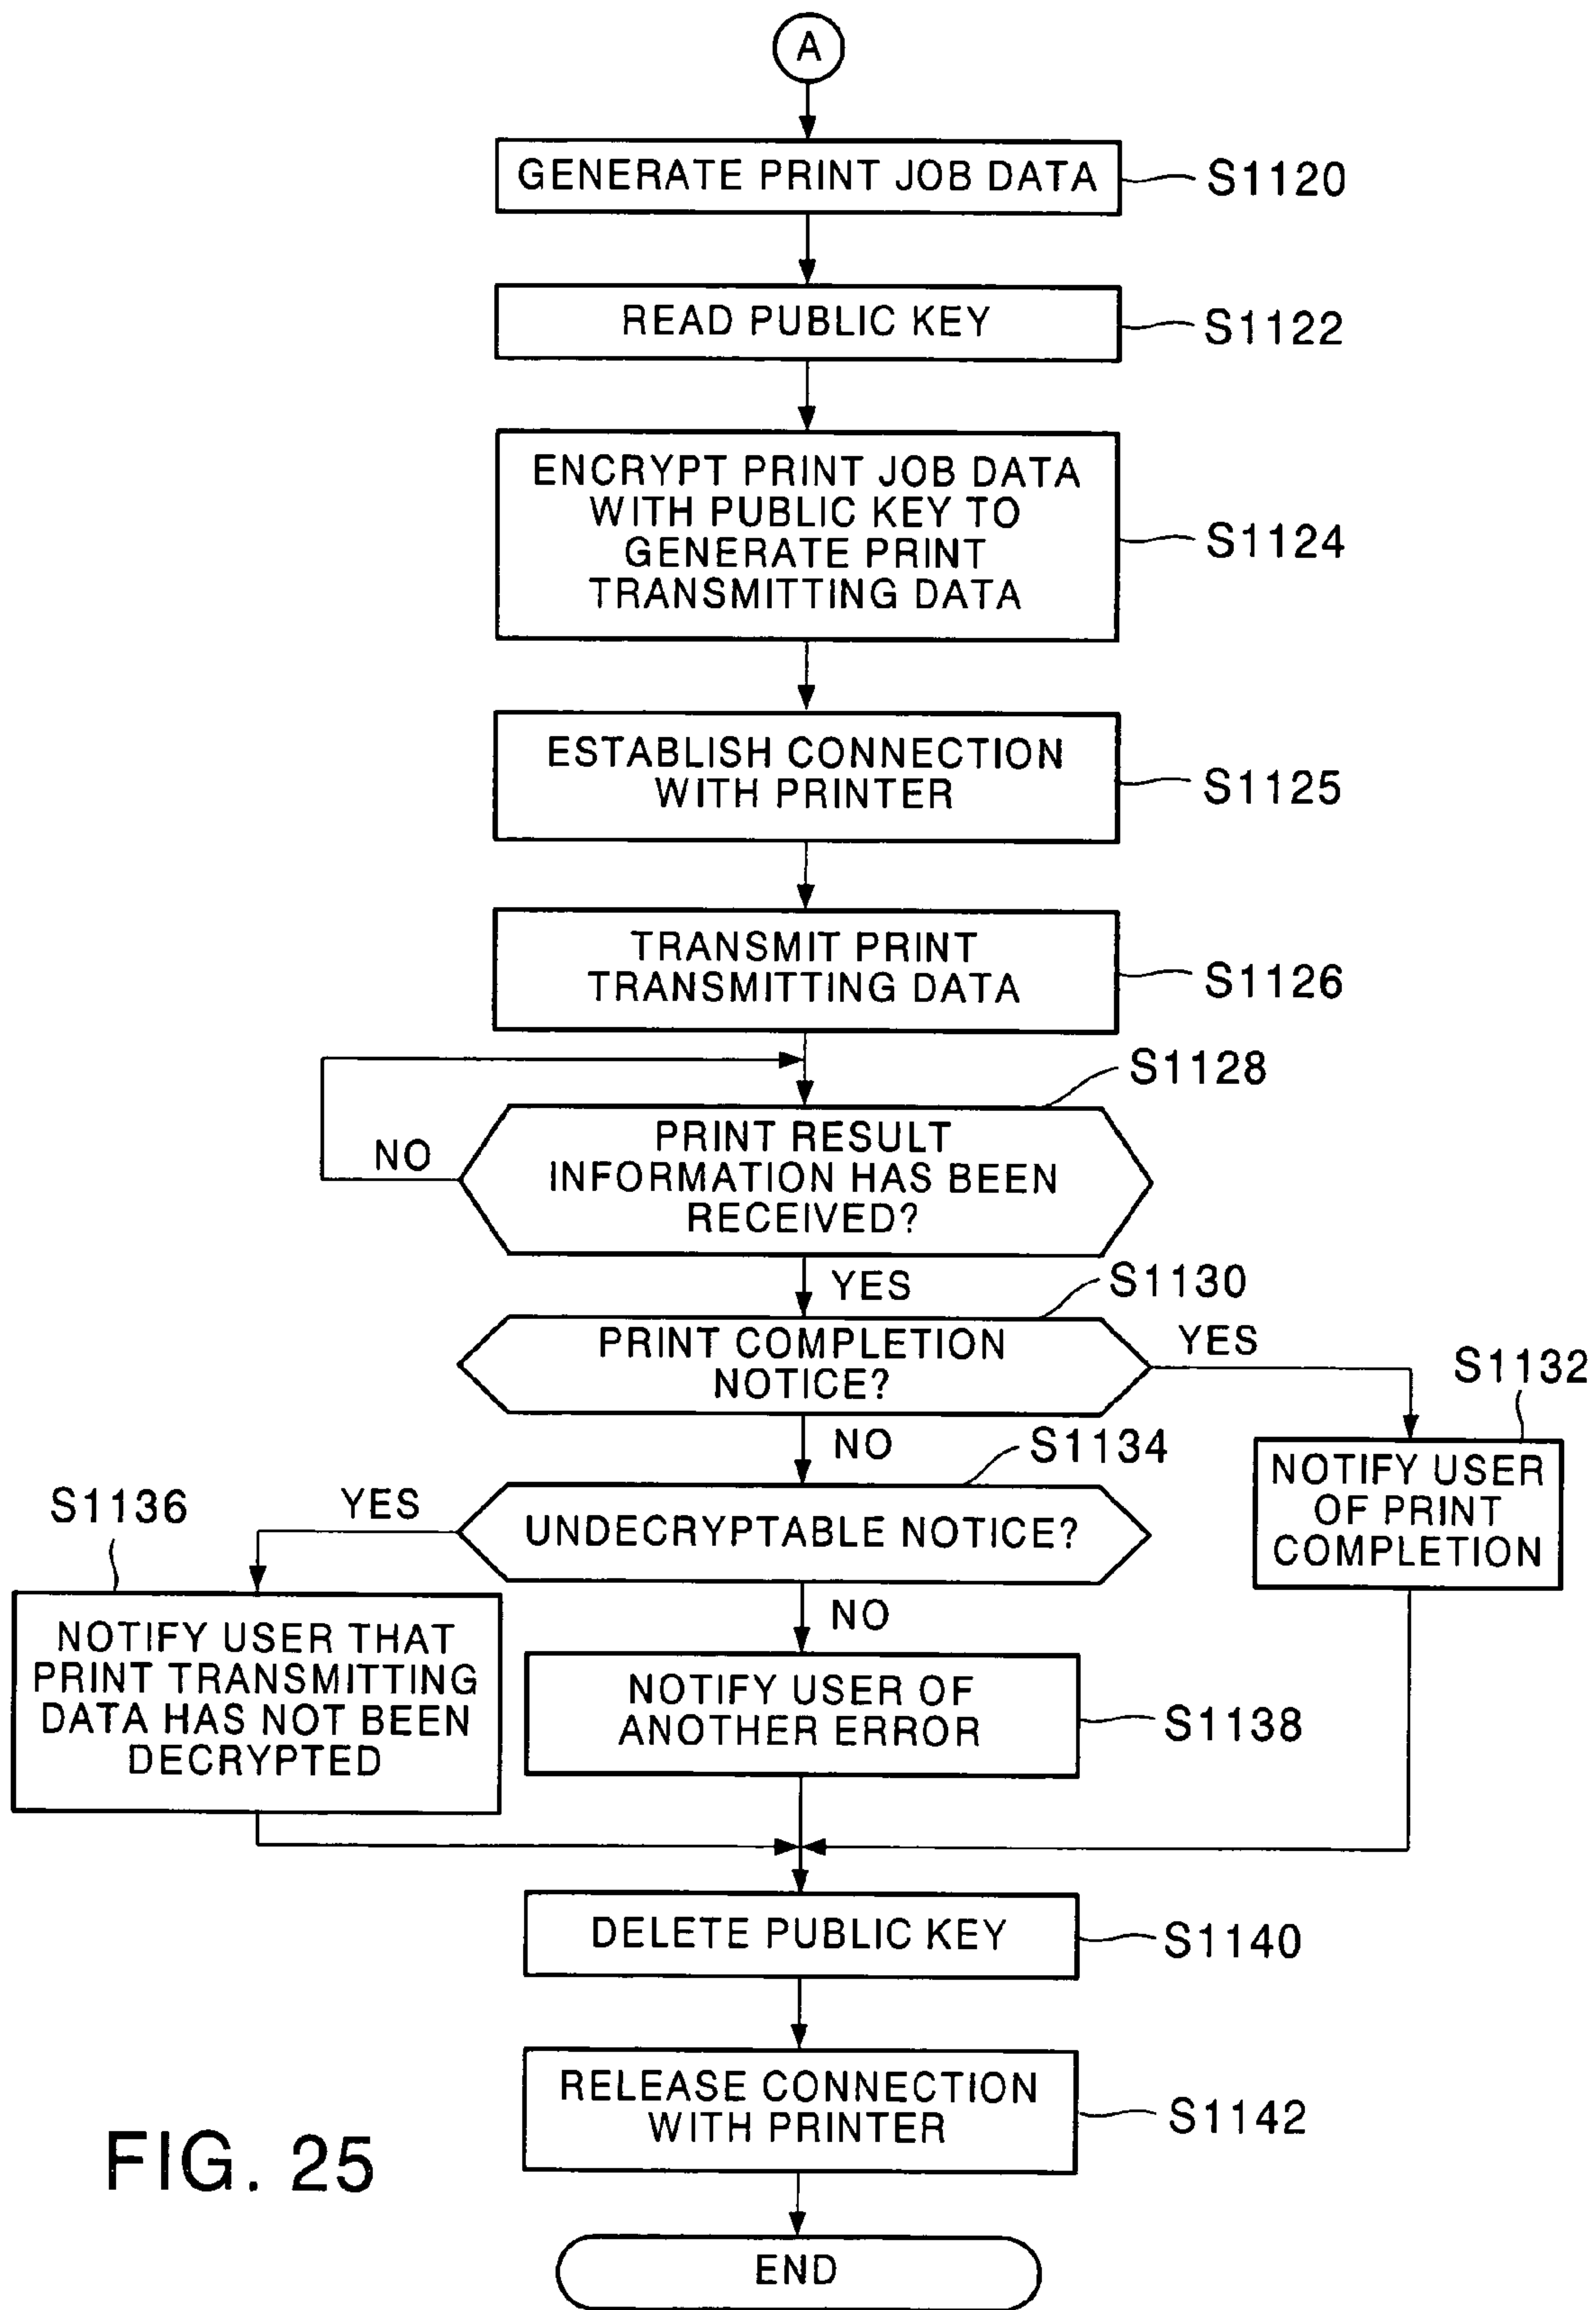 A
GENERATE PRINT JOB DATA
S1120
READ PUBLIC KEY
S1122
ENCRYPT PRINT JOB DATA
WITH PUBLIC KEY TO
GENERATE PRINT
TRANSMITTING DATA
S1124
ESTABLISH CONNECTION
WITH PRINTER
S1125
TRANSMIT PRINT
TRANSMITTING DATA
S1126
S1128
PRINT RESULT
INFORMATION HAS BEEN
RECEIVED?
NO
YES
S1130
PRINT COMPLETION
NOTICE?
YES
S1132
NOTIFY USER
OF PRINT
COMPLETION
NO
S1134
UNDECRYPTABLE NOTICE?
YES
S1136
NOTIFY USER THAT
PRINT TRANSMITTING
DATA HAS NOT BEEN
DECRYPTED
NO
NOTIFY USER OF
ANOTHER ERROR
S1138
DELETE PUBLIC KEY
S1140
RELEASE CONNECTION
WITH PRINTER
S1142
FIG. 25
END